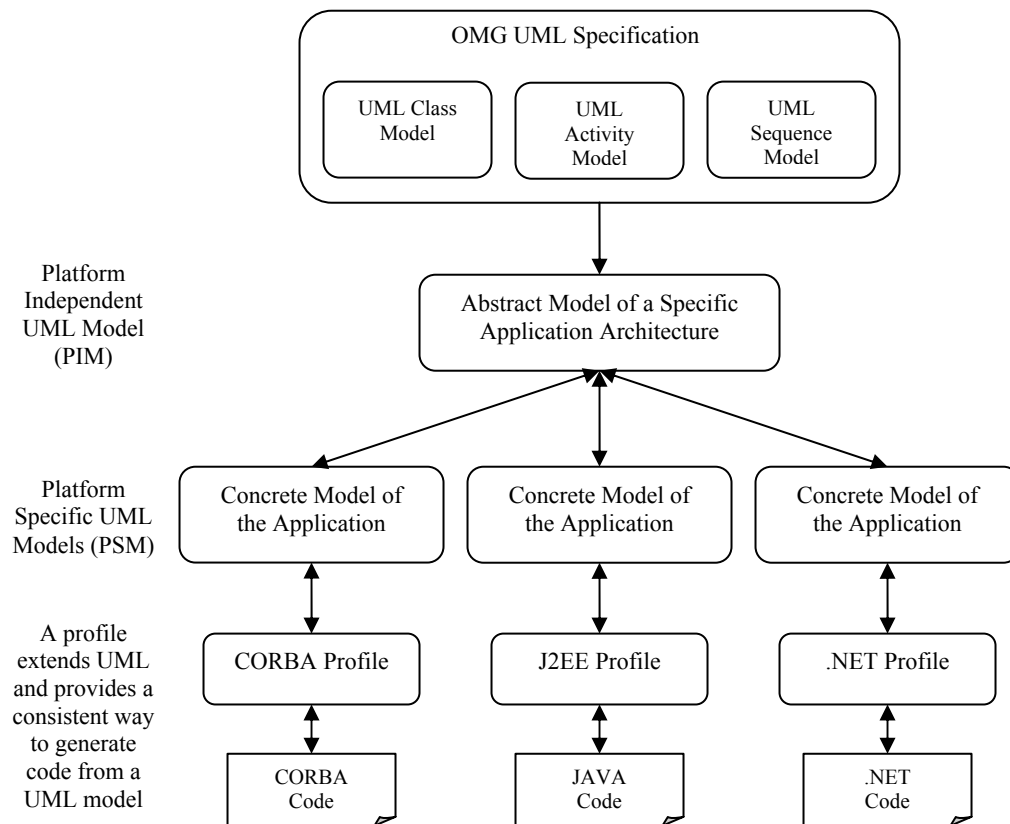 OMG UML Specification
UML Class
Model
UML
Activity
Model
UML
Sequence
Model
Platform
Independent
UML Model
(PIM)
Abstract Model of a Specific
Application Architecture
Platform
Specific UML
Models (PSM)
Concrete Model of
the Application
Concrete Model of
the Application
Concrete Model of
the Application
A profile
extends UML
and provides a
consistent way
to generate
code from a
UML model
CORBA Profile
J2EE Profile
.NET Profile
CORBA
Code
JAVA
Code
.NET
Code